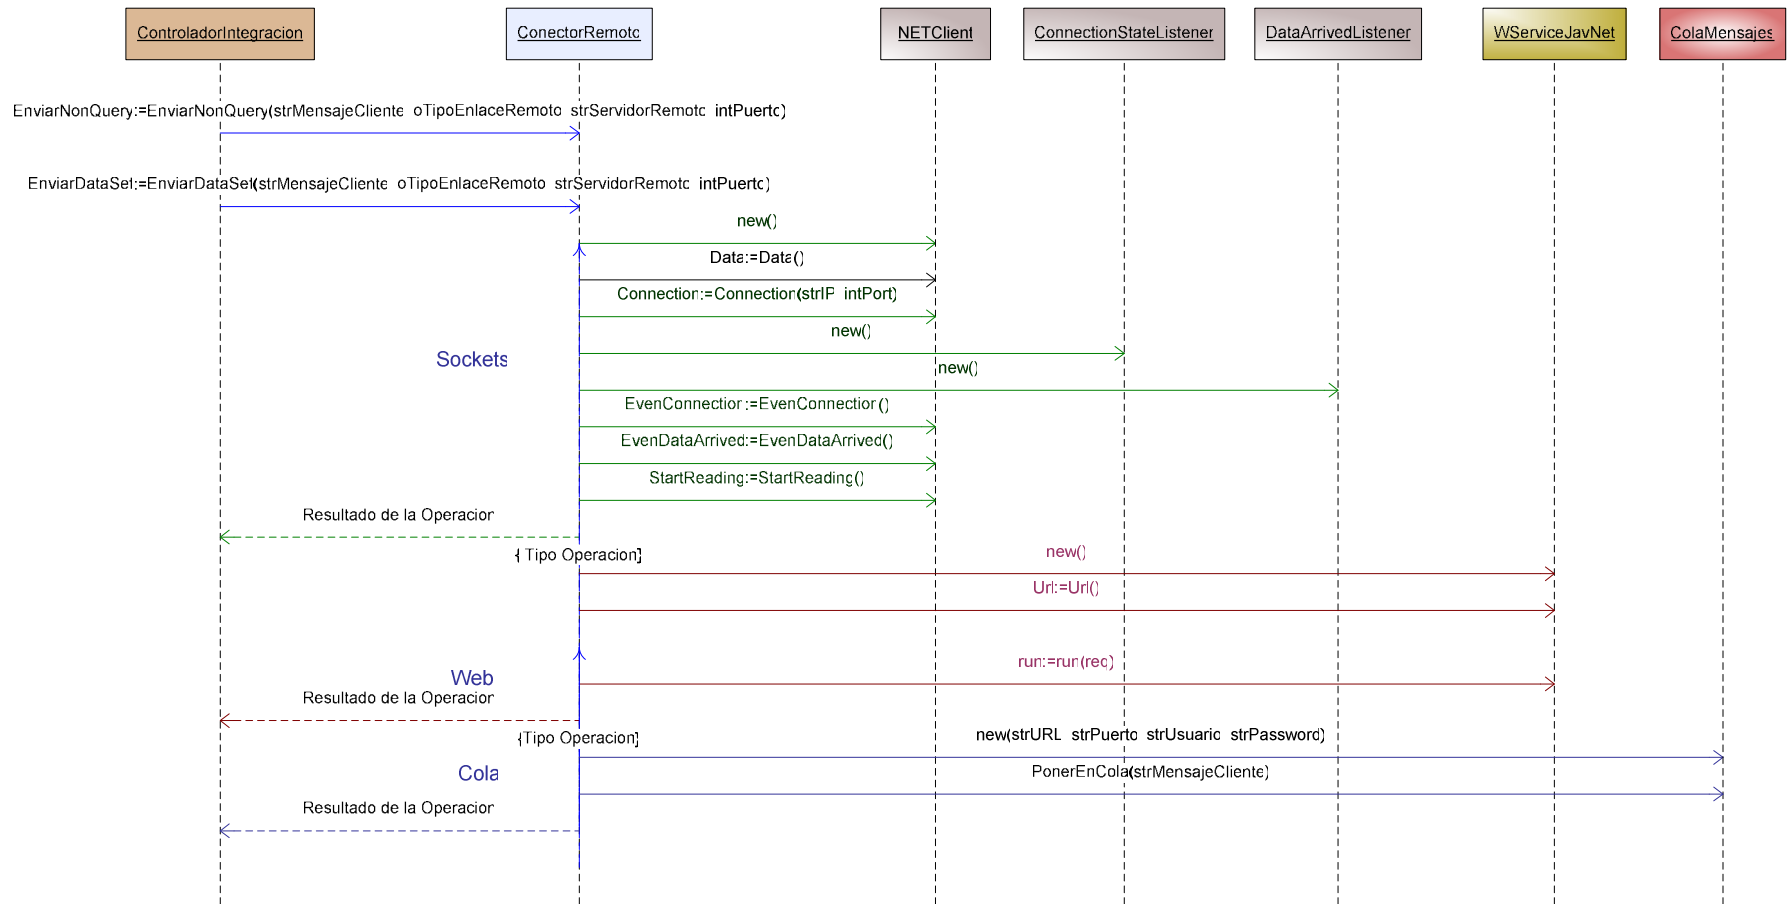 ControladorIntegracion
ConectorRemoto
NETClient
ConnectionStateListener
DataArrivedListener
WServiceJavNet
ColaMensajes
EnviarNonQuery:=EnviarNonQuery(strMensajeCliente oTipoEnlaceRemoto strServidorRemoto intPuerto)
EnviarDataSet:=EnviarDataSet(strMensajeCliente oTipoEnlaceRemoto strServidorRemoto intPuerto)
new()
Data:=Data()
Connection:=Connection(strIP intPort)
new()
Sockets
new()
EvenConnection:=EvenConnection()
EvenDataArrived:=EvenDataArrived()
StartReading:=StartReading()
Resultado de la Operacion
{ Tipo Operacion}
new()
Url:=Url()
run:=run(req)
Web
Resultado de la Operacion
{Tipo Operacion}
new(strURL strPuerto strUsuario strPassword)
Cola
PonerEnCola(strMensajeCliente)
Resultado de la Operacion